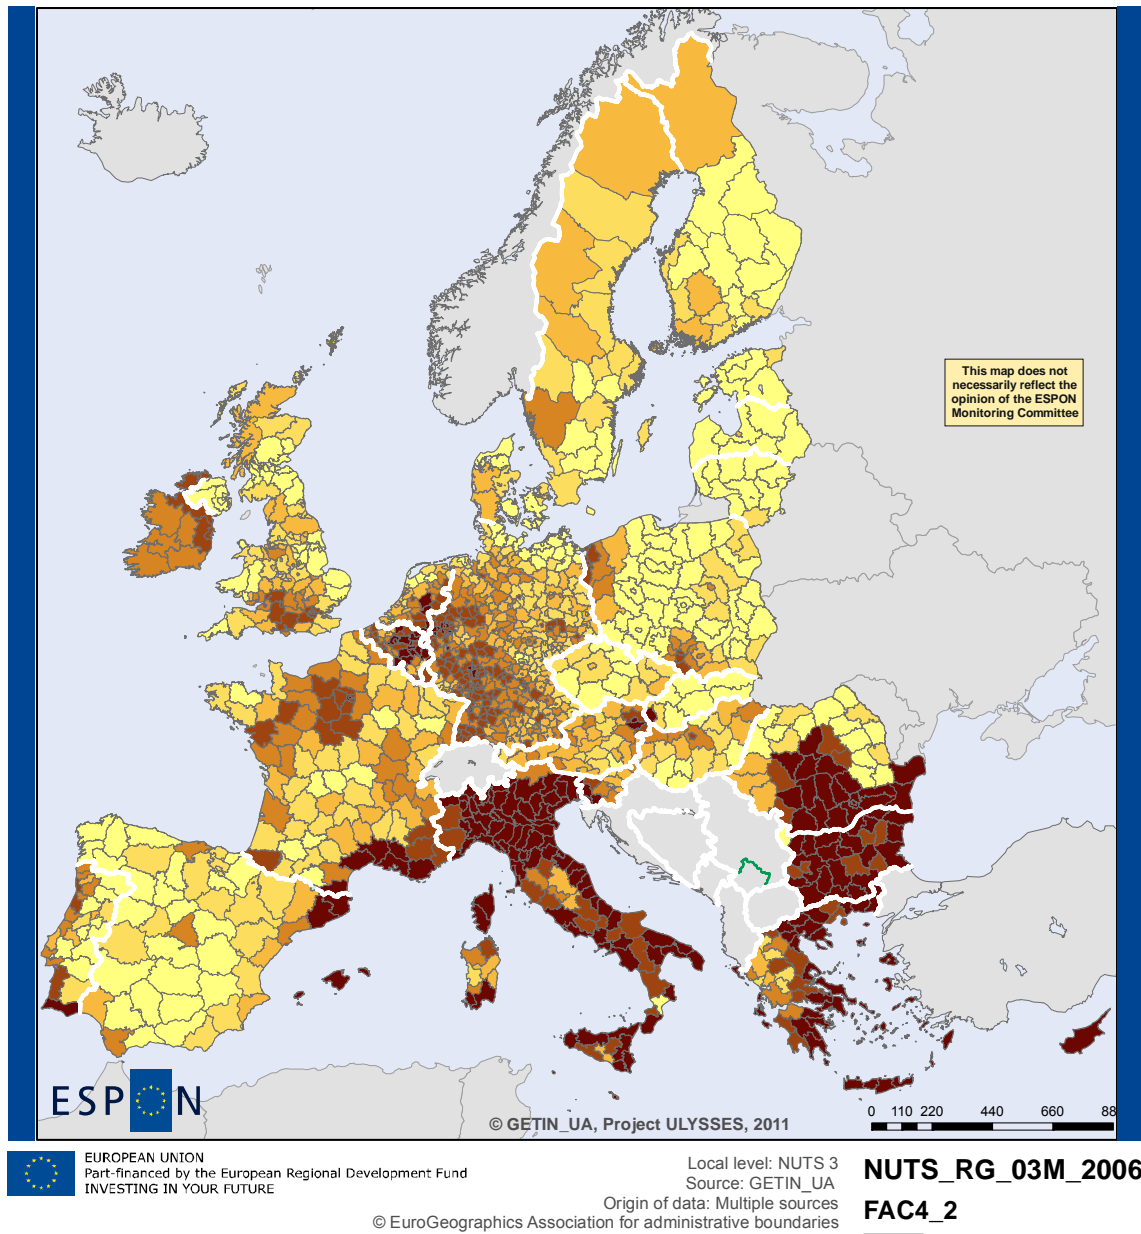 This map does not
necessarily reflect the
opinion of the ESPON
Monitoring Committee
ESPON
© GETIN_UA, Project ULYSSES, 2011
0 110 220 440 660 88
EUROPEAN UNION
Part-financed by the European Regional Development Fund
INVESTING IN YOUR FUTURE
Local level: NUTS 3
Source: GETIN_UA
Origin of data: Multiple sources
© EuroGeographics Association for administrative boundaries
NUTS_RG_03M_2006
FAC4_2